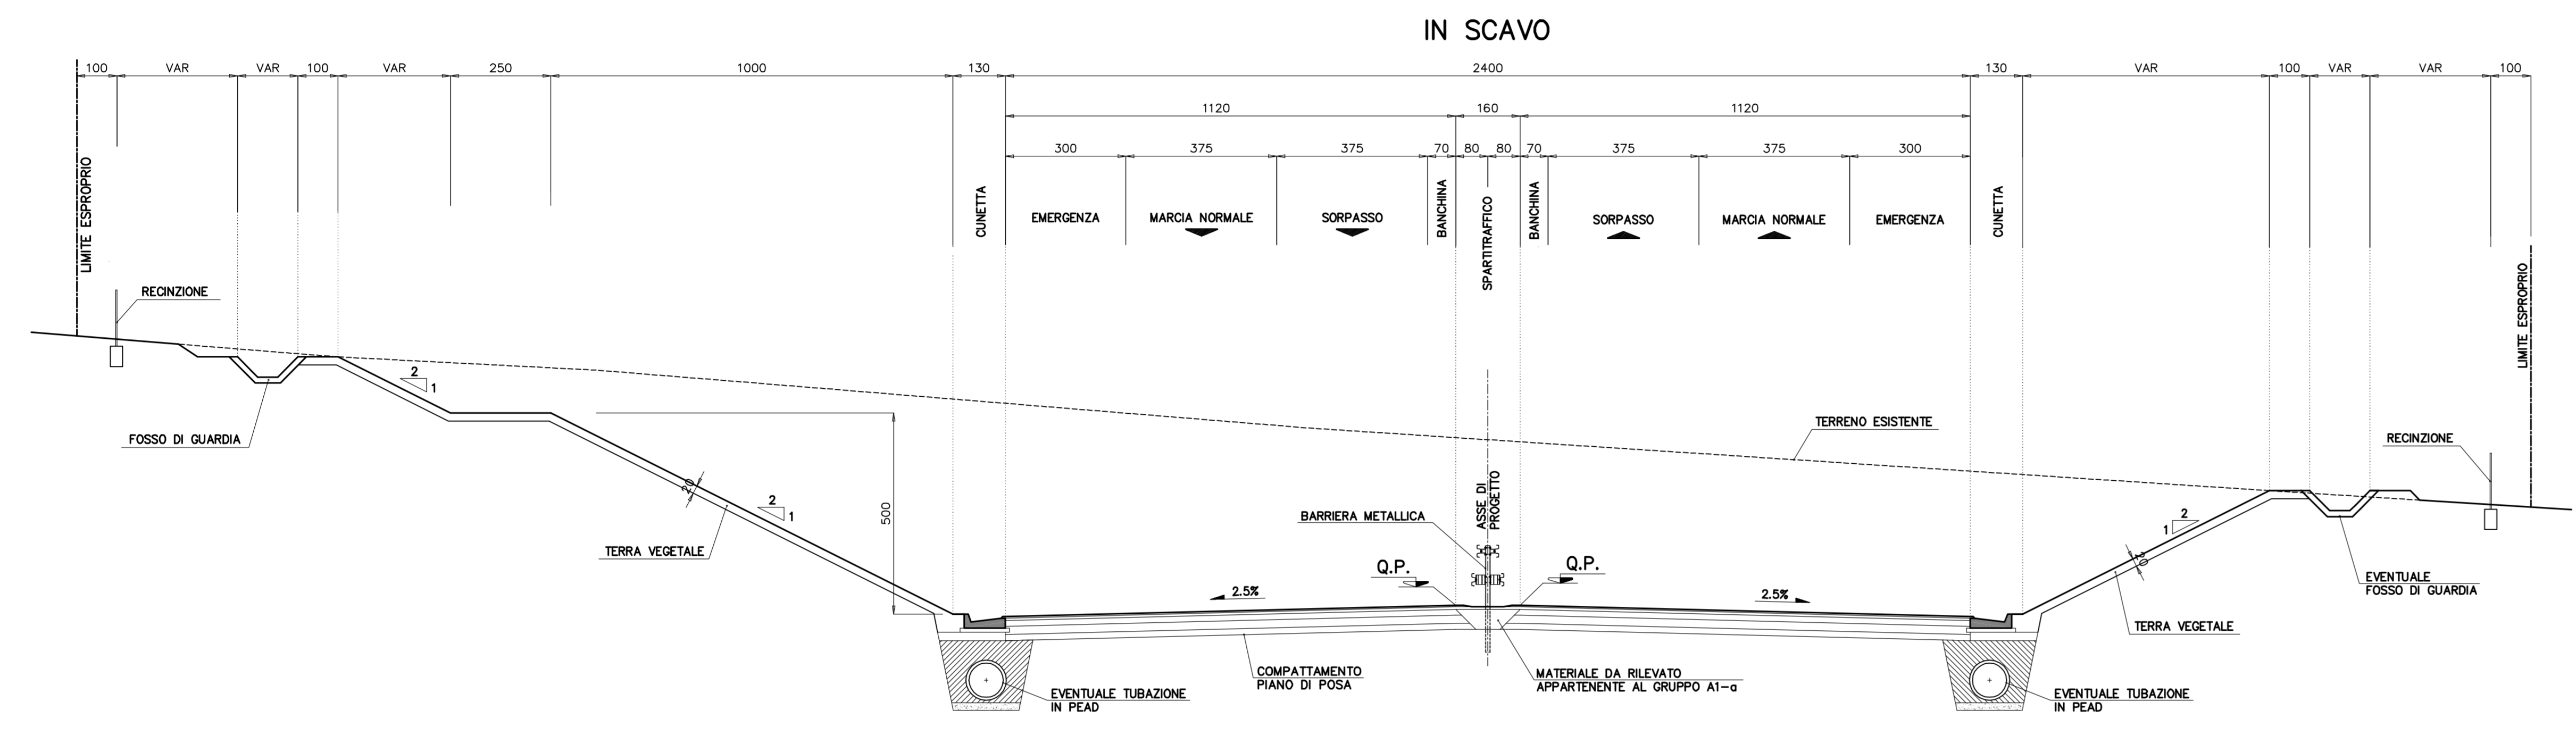 IN SCAVO
100 VAR VAR 100 VAR 250 1000 130 2400 130 VAR 100 VAR VAR 100
1120 160 1120
300 375 375 70 80 80 70 375 375 300
LIMITE ESPROPRIO
CUNETTA
EMERGENZA
MARCIA NORMALE
SORPASSO
BANCHINA
SPARTITRAFFICO
BANCHINA
SORPASSO
MARCIA NORMALE
EMERGENZA
CUNETTA
LIMITE ESPROPRIO
RECINZIONE
2
1
FOSSO DI GUARDIA
TERRENO ESISTENTE
RECINZIONE
20
2
1
500
TERRA VEGETALE
ASSE DI
PROGETTO
BARRIERA METALLICA
Q.P.
Q.P.
2
1
EVENTUALE
FOSSO DI GUARDIA
2.5%
2.5%
TERRA VEGETALE
COMPATTAMENTO
PIANO DI POSA
MATERIALE DA RILEVATO
APPARTENENTE AL GRUPPO A1-a
EVENTUALE TUBAZIONE
IN PEAD
EVENTUALE TUBAZIONE
IN PEAD